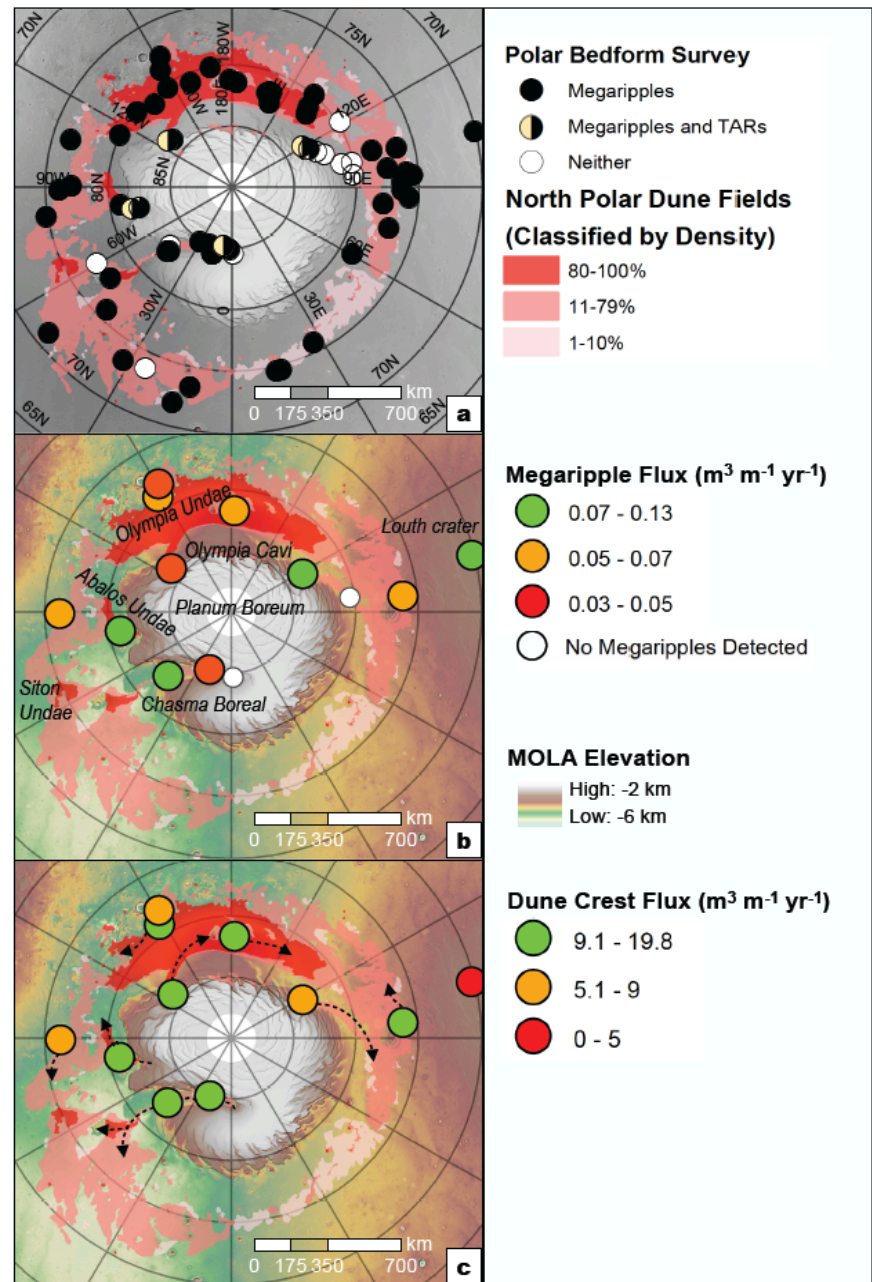 70N
180W
75N
70N
180E
120E
85N
90W
80N
90E
60W
60E
30W
0
30E
70N
70N
65N
65N
km
0 175 350 700
a
Polar Bedform Survey
Megaripples
Megaripples and TARs
Neither
North Polar Dune Fields
(Classified by Density)
80-100%
11-79%
1-10%
Olympia Undae
Louth crater
Olympia Cavi
Abalos Undae
Planum Boreum
Siton
Undae
Chasma Boreal
km
0 175 350 700
b
Megaripple Flux (m³ m⁻¹ yr⁻¹)
0.07 - 0.13
0.05 - 0.07
0.03 - 0.05
No Megaripples Detected
MOLA Elevation
High: -2 km
Low: -6 km
km
0 175 350 700
c
Dune Crest Flux (m³ m⁻¹ yr⁻¹)
9.1 - 19.8
5.1 - 9
0 - 5